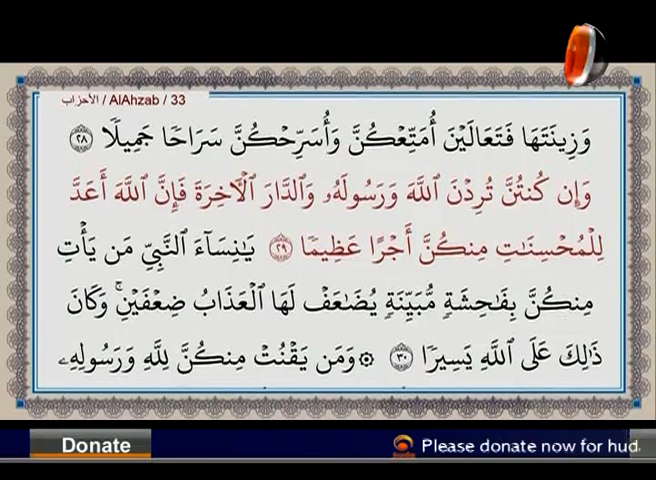 الأحزاب / AlAhzab / 33
وَزِينَتَهَا فَتَعَالَيْنَ أُمَتِّعْكُنَّ وَأُسَرِّحْكُنَّ سَرَاحًا جَمِيلًا ٢٨
وَإِن كُنتُنَّ تُرِدْنَ ٱللَّهَ وَرَسُولَهُۥ وَٱلدَّارَ ٱلْآخِرَةَ فَإِنَّ ٱللَّهَ أَعَدَّ
لِلْمُحْسِنَٰتِ مِنكُنَّ أَجْرًا عَظِيمًا ٢٩ يَٰنِسَآءَ ٱلنَّبِيِّ مَن يَأْتِ
مِنكُنَّ بِفَٰحِشَةٍ مُّبَيِّنَةٍ يُضَٰعَفْ لَهَا ٱلْعَذَابُ ضِعْفَيْنِ ۚ وَكَانَ
ذَٰلِكَ عَلَى ٱللَّهِ يَسِيرًا ٣٠ ۞ وَمَن يَقْنُتْ مِنكُنَّ لِلَّهِ وَرَسُولِهِۦ
Donate
Please donate now for hud